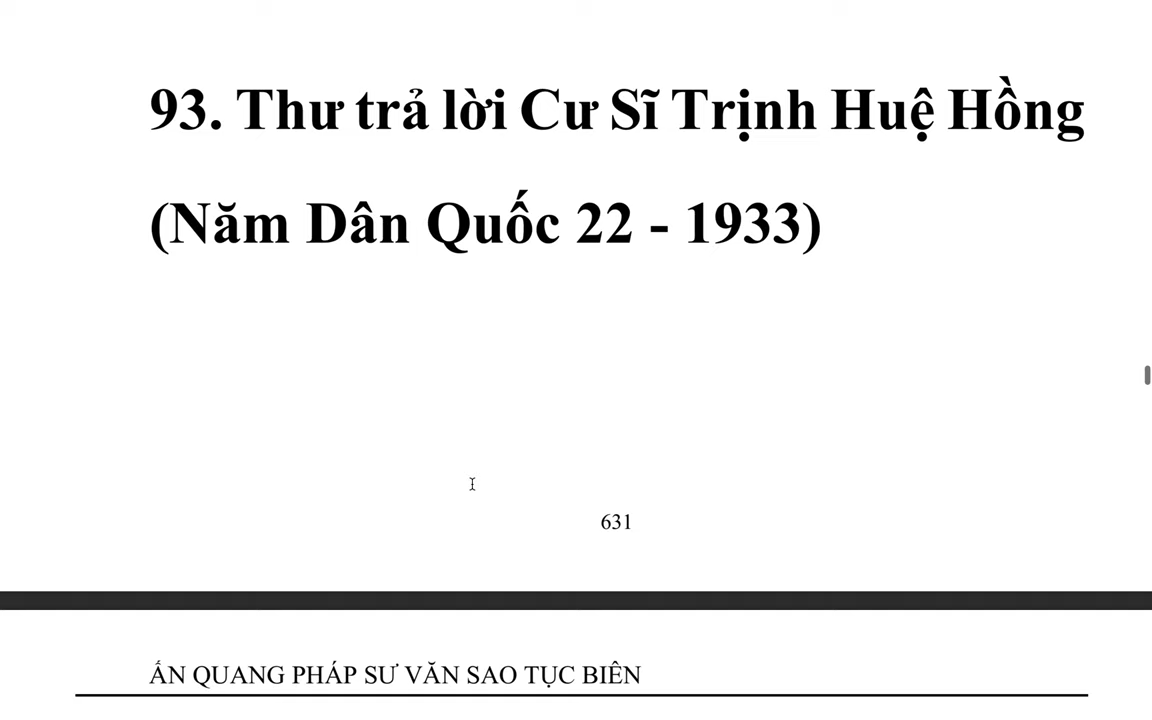 93. Thư trả lời Cư Sĩ Trịnh Huệ Hồng
(Năm Dân Quốc 22 - 1933)
631
ẤN QUANG PHÁP SƯ VĂN SAO TỤC BIÊN